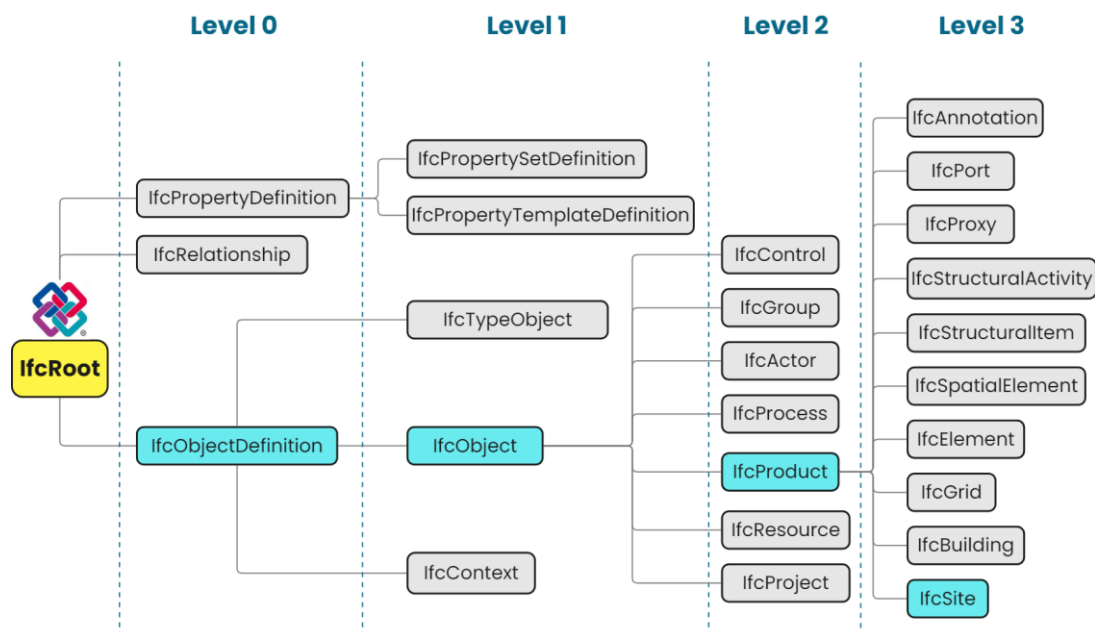 Level 0
Level 1
Level 2
Level 3
IfcRoot
IfcPropertyDefinition
IfcRelationship
IfcObjectDefinition
IfcPropertySetDefinition
IfcPropertyTemplateDefinition
IfcTypeObject
IfcObject
IfcContext
IfcControl
IfcGroup
IfcActor
IfcProcess
IfcProduct
IfcResource
IfcProject
IfcAnnotation
IfcPort
IfcProxy
IfcStructuralActivity
IfcStructuralItem
IfcSpatialElement
IfcElement
IfcGrid
IfcBuilding
IfcSite
®